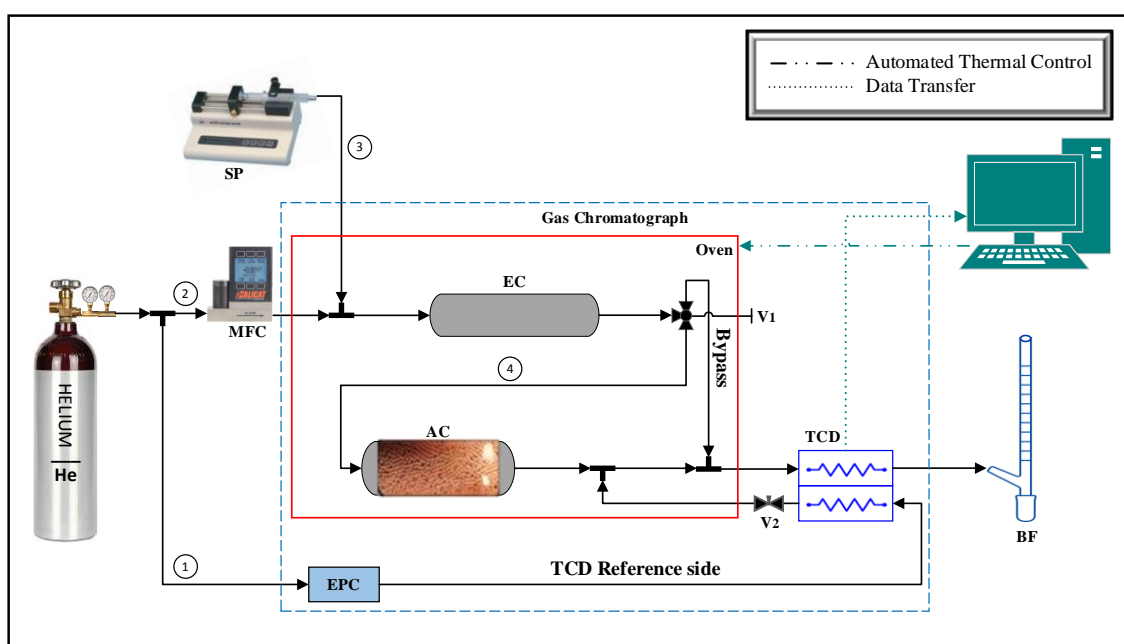 Automated Thermal Control
Data Transfer
SP
3
Gas Chromatograph
Oven
2
ALICAT
MFC
EC
V1
Bypass
4
HELIUM
He
AC
TCD
V2
BF
1
EPC
TCD Reference side